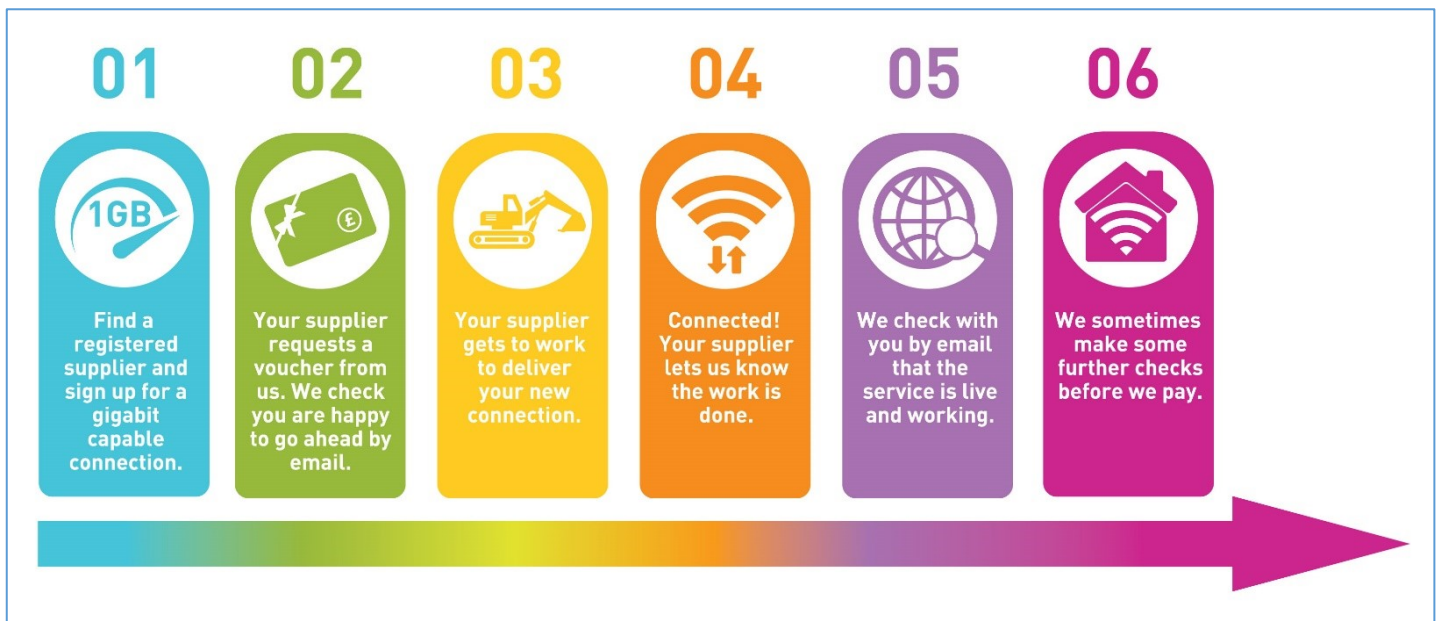 01
02
03
04
05
06
1GB
£
Find a
registered
supplier and
sign up for a
gigabit
capable
connection.
Your supplier
requests a
voucher from
us. We check
you are happy
to go ahead by
email.
Your supplier
gets to work
to deliver
your new
connection.
Connected!
Your supplier
lets us know
the work is
done.
We check with
you by email
that the
service is live
and working.
We sometimes
make some
further checks
before we pay.